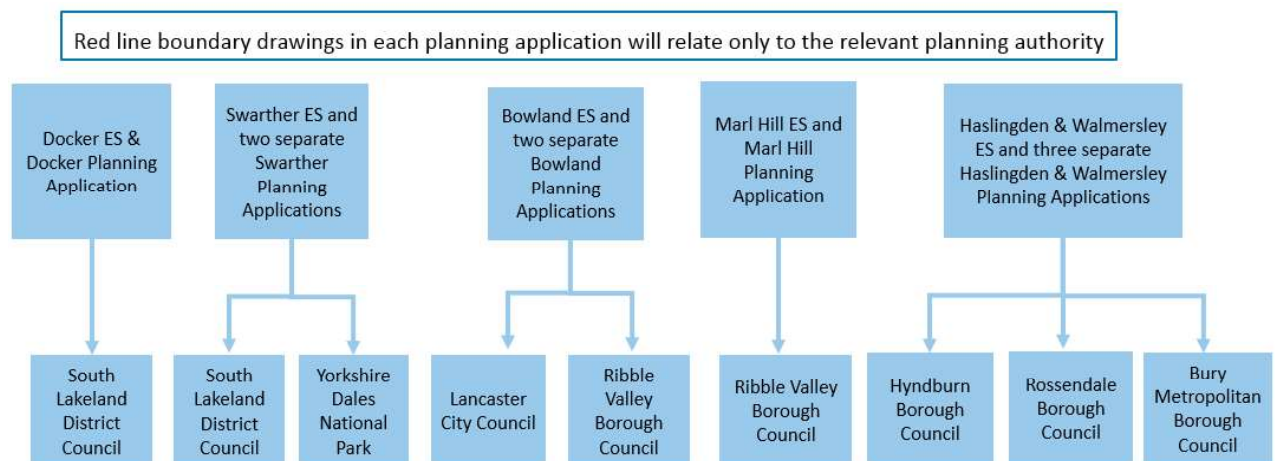 Red line boundary drawings in each planning application will relate only to the relevant planning authority
Docker ES &
Docker Planning
Application
Swarther ES and
two separate
Swarther
Planning
Applications
Bowland ES and
two separate
Bowland
Planning
Applications
Marl Hill ES and
Marl Hill
Planning
Application
Haslingden & Walmersley
ES and three separate
Haslingden & Walmersley
Planning Applications
South
Lakeland
District
Council
South
Lakeland
District
Council
Yorkshire
Dales
National
Park
Lancaster
City Council
Ribble
Valley
Borough
Council
Ribble Valley
Borough
Council
Hyndburn
Borough
Council
Rossendale
Borough
Council
Bury
Metropolitan
Borough
Council